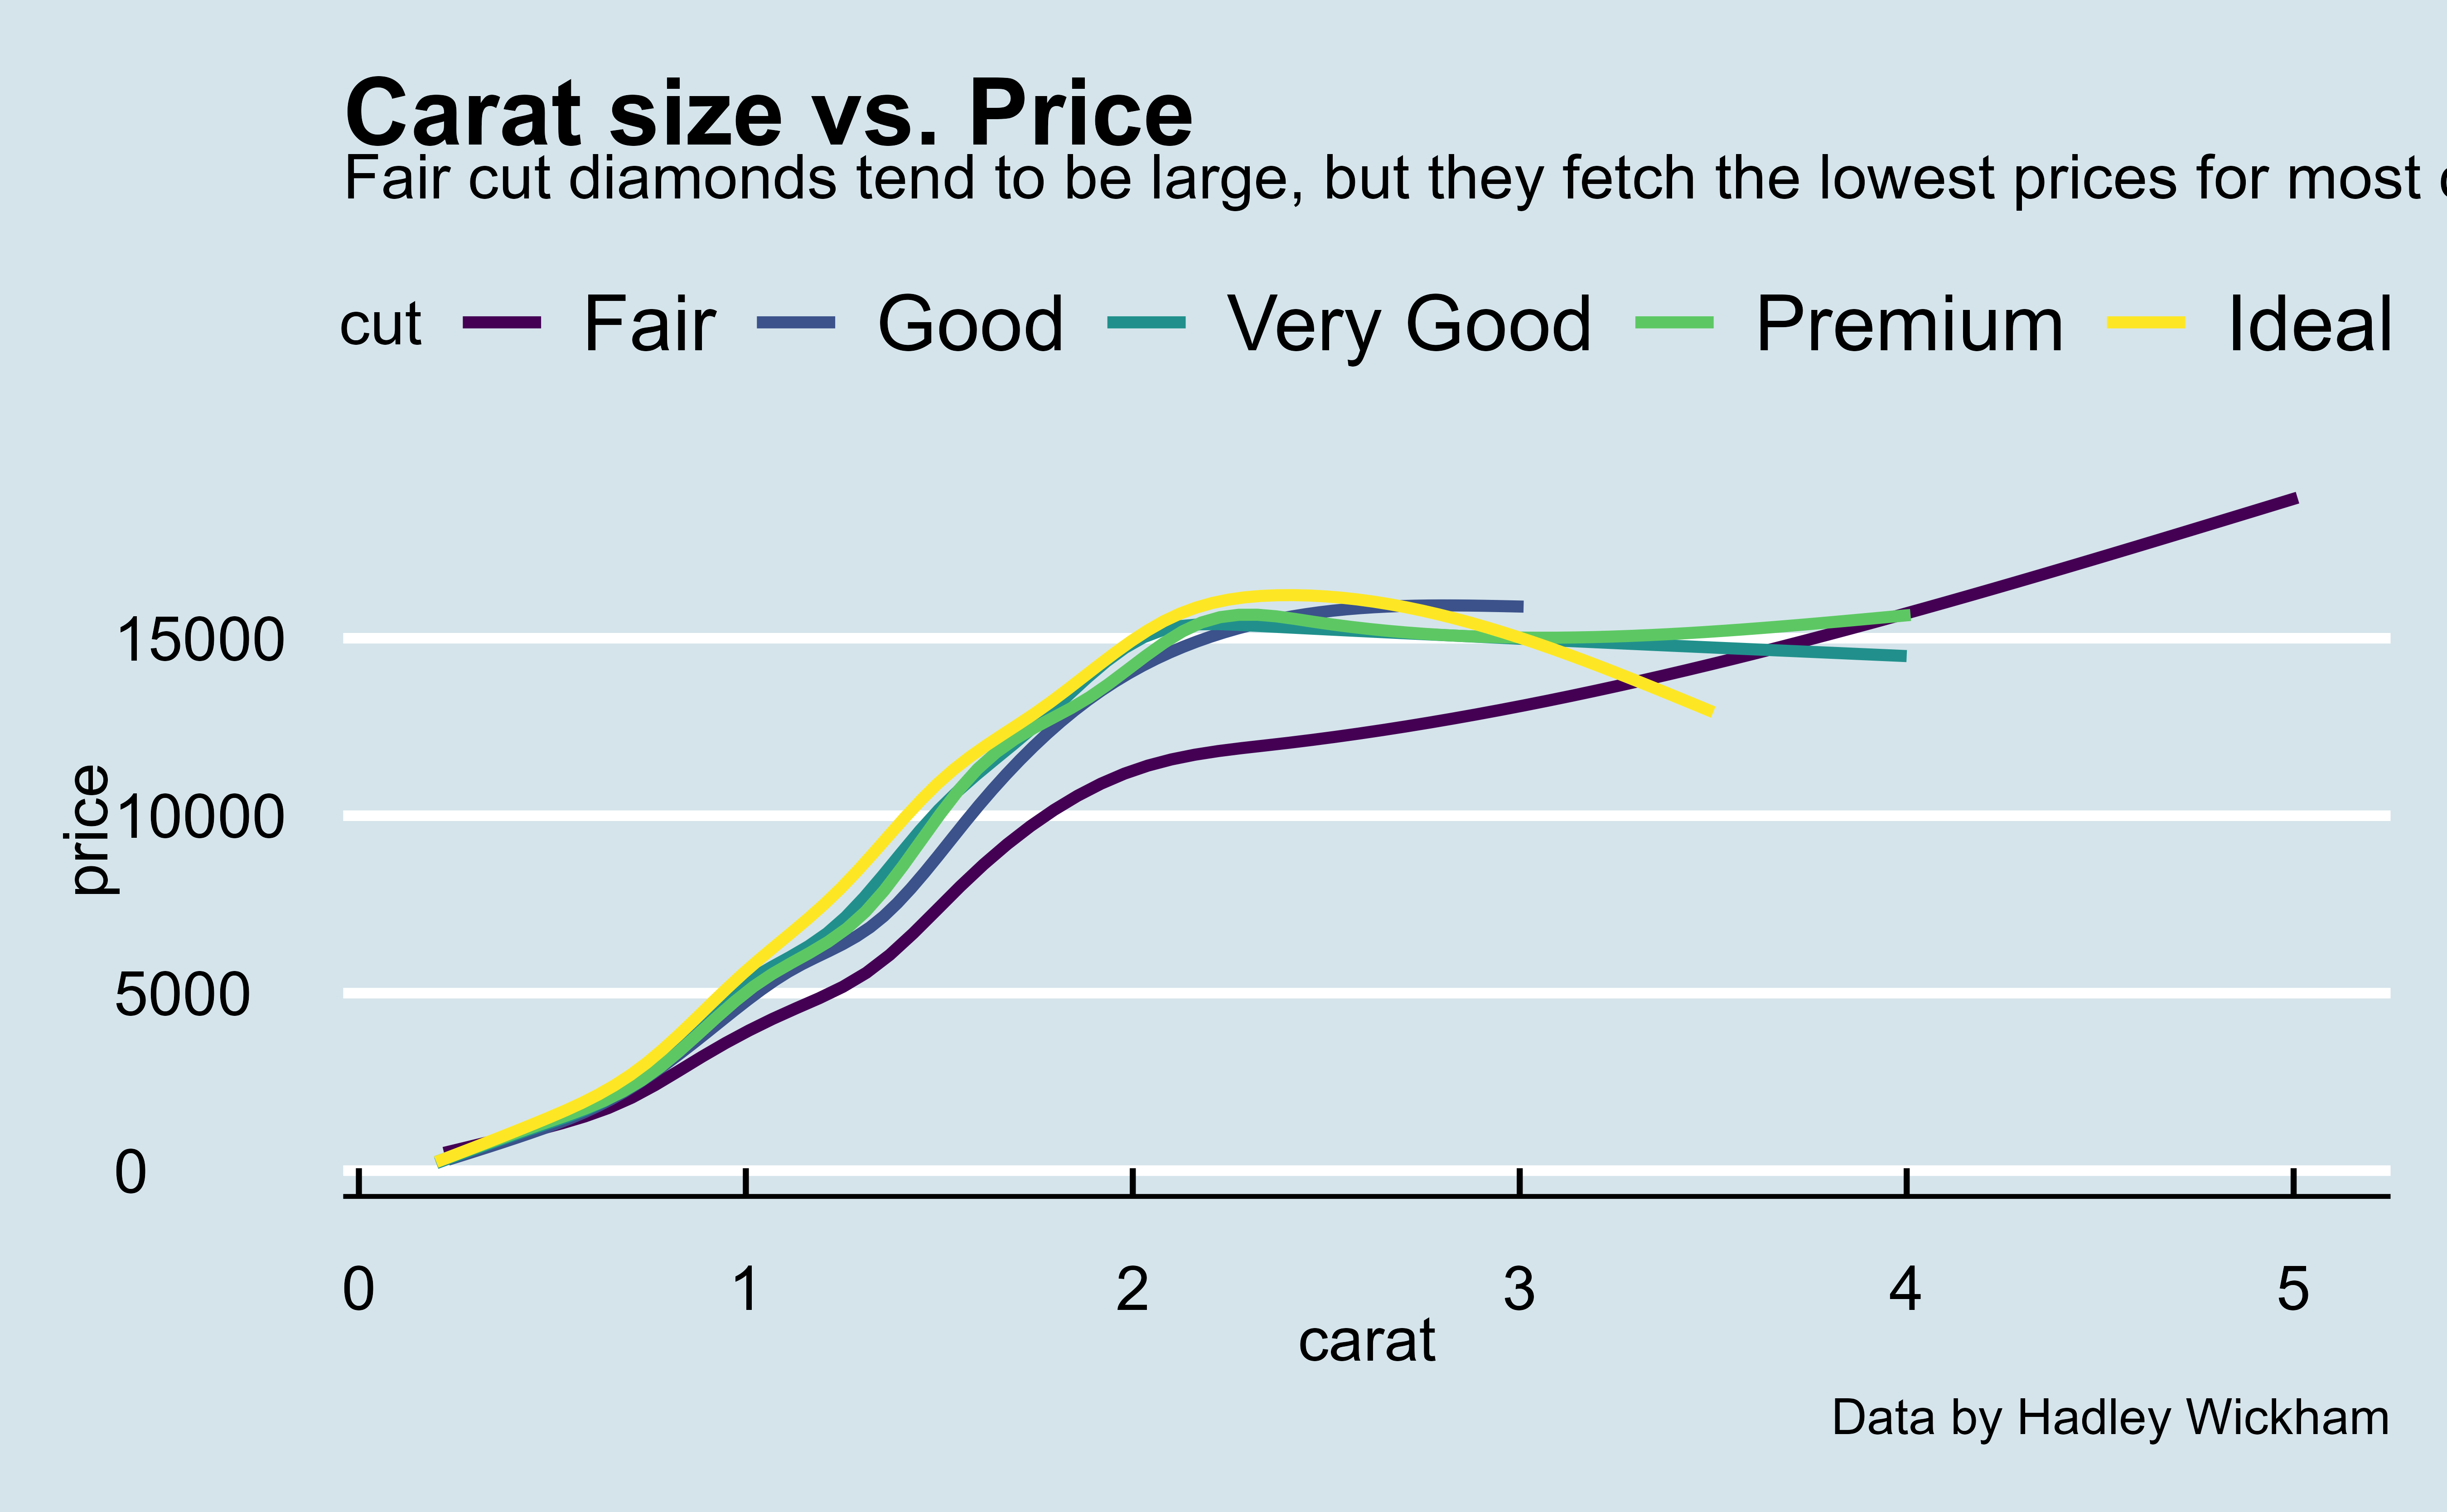 Carat size vs. Price
Fair cut diamonds tend to be large, but they fetch the lowest prices for most
cut Fair Good Very Good Premium Ideal
15000
10000
5000
0
price
0 1 2 3 4 5
carat
Data by Hadley Wickham